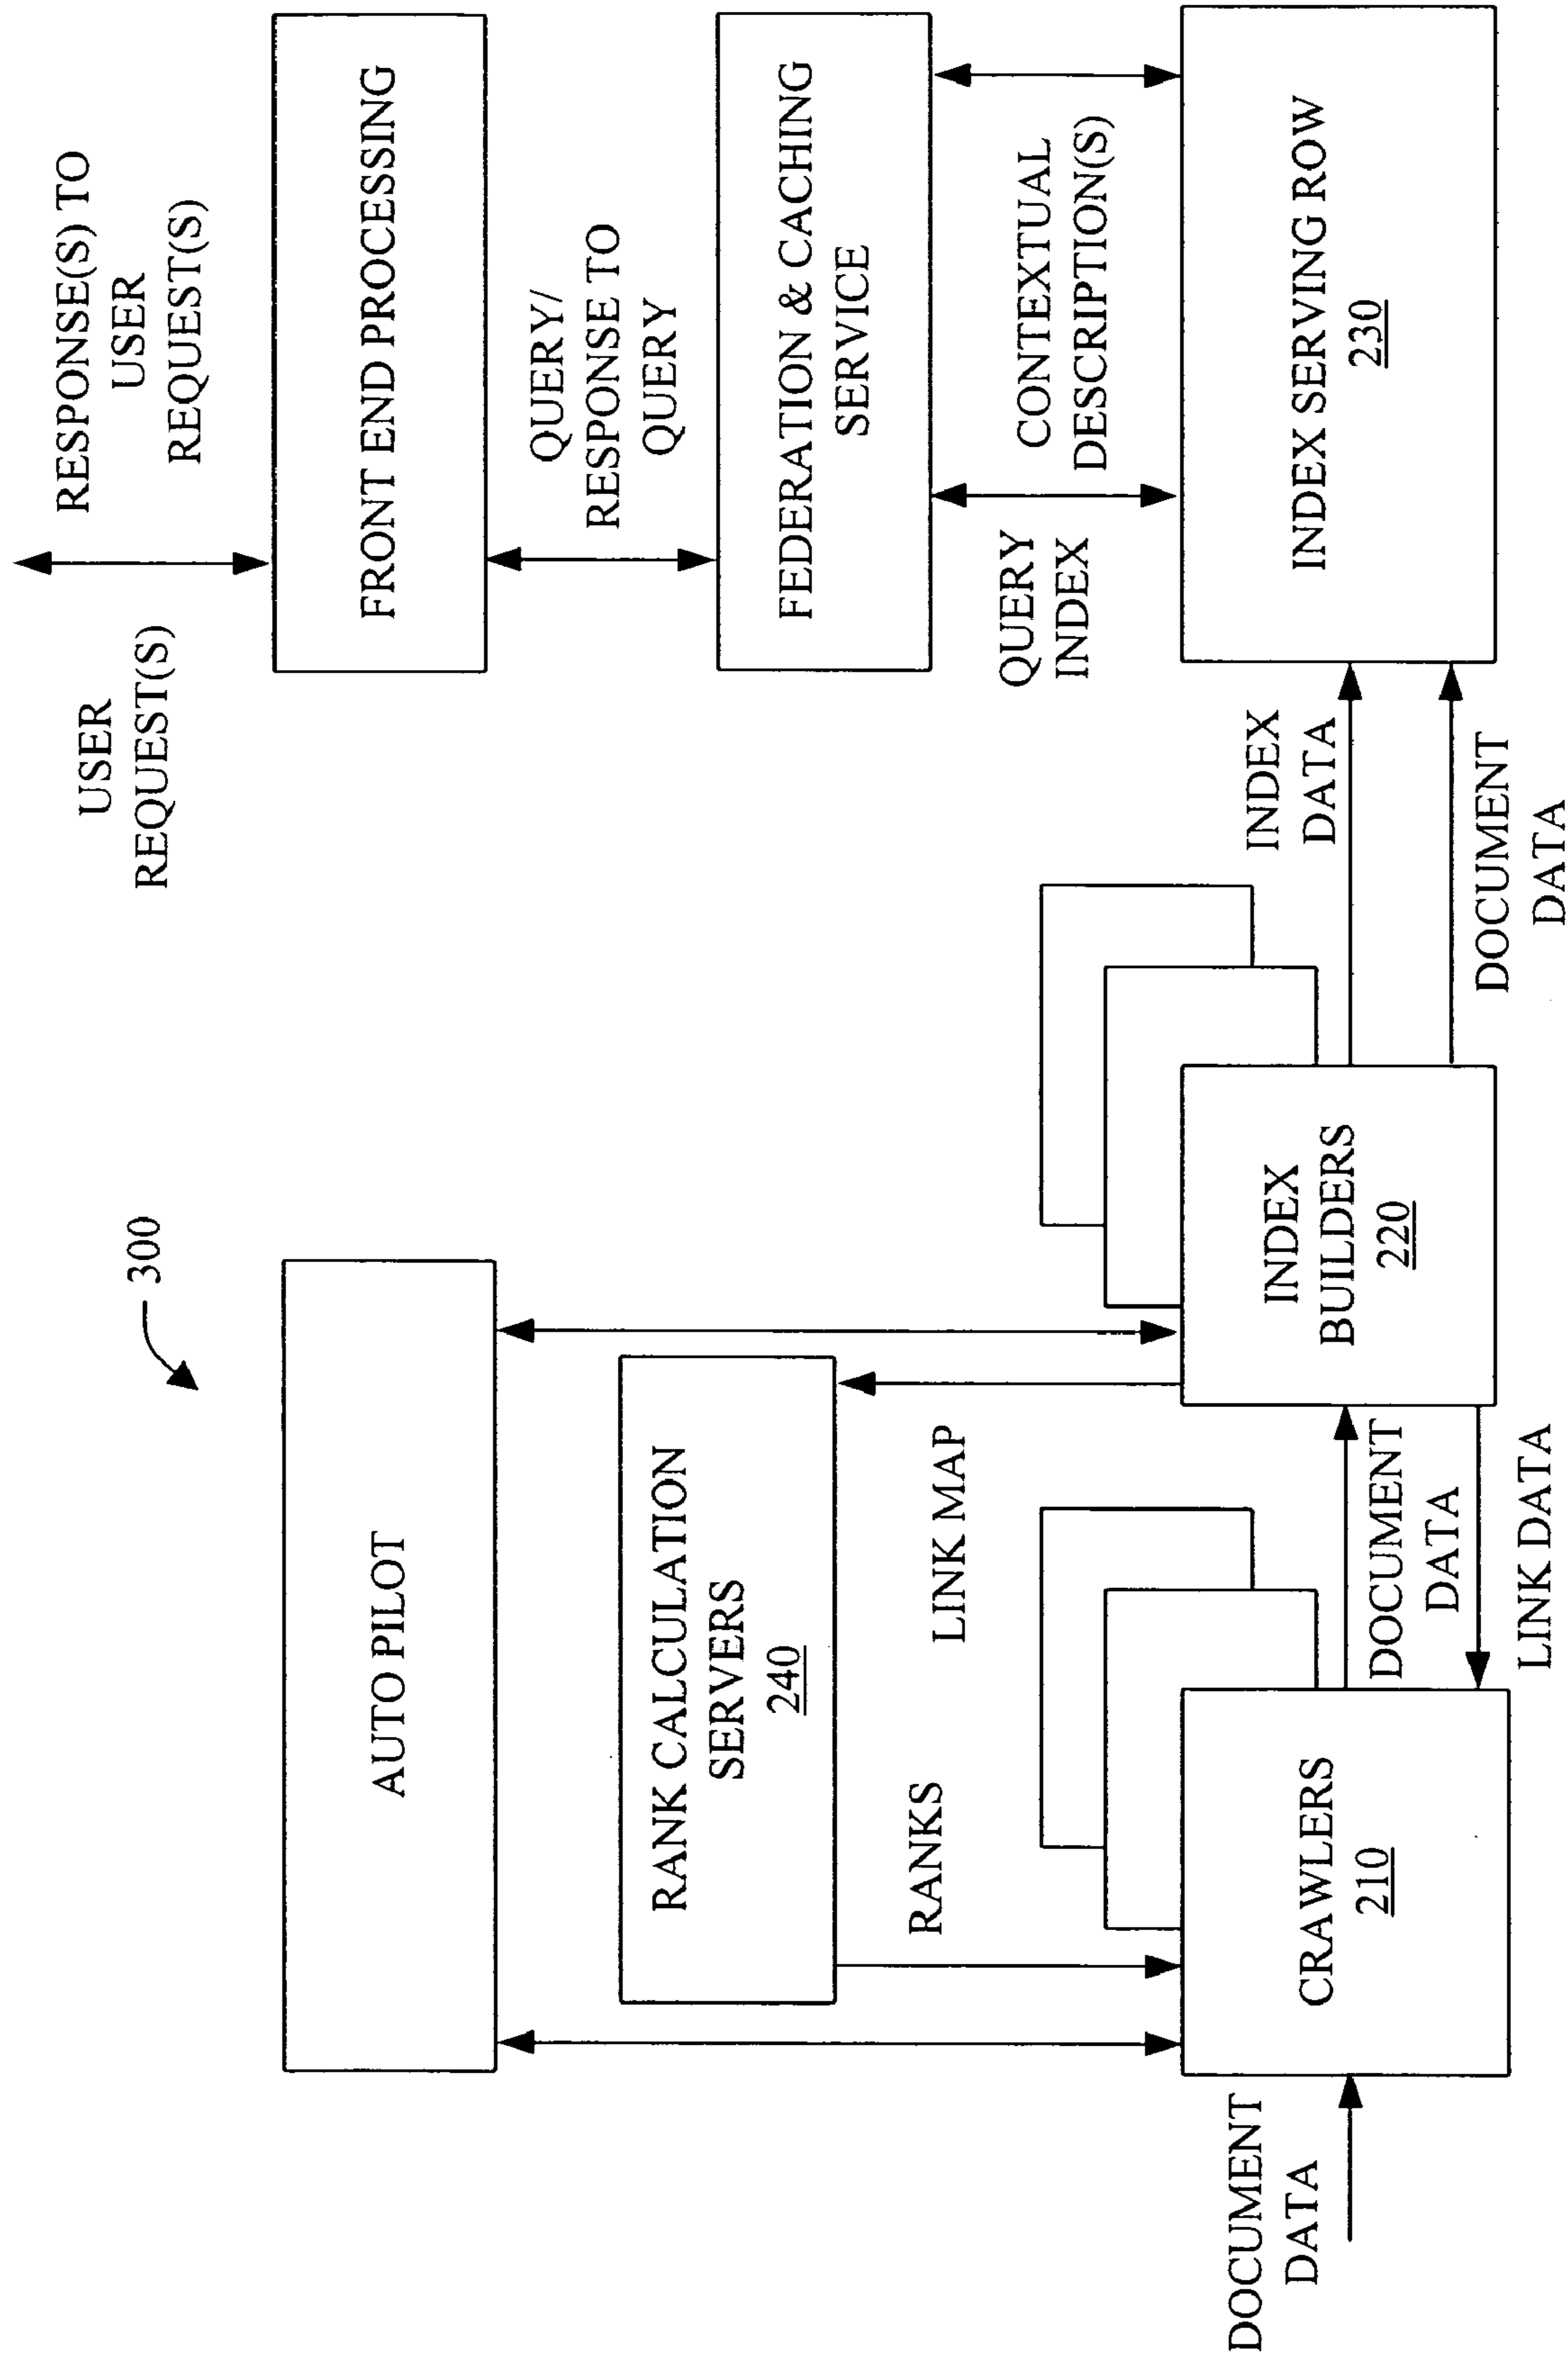 300
USER
REQUEST(S)
RESPONSE(S) TO
USER
REQUEST(S)
AUTO PILOT
FRONT END PROCESSING
QUERY/
RESPONSE TO
QUERY
RANK CALCULATION
SERVERS
240
FEDERATION & CACHING
SERVICE
RANKS
LINK MAP
QUERY
INDEX
CONTEXTUAL
DESCRIPTION(S)
DOCUMENT
DATA
CRAWLERS
210
DOCUMENT
DATA
LINK DATA
INDEX
BUILDERS
220
INDEX
DATA
DOCUMENT
DATA
INDEX SERVING ROW
230